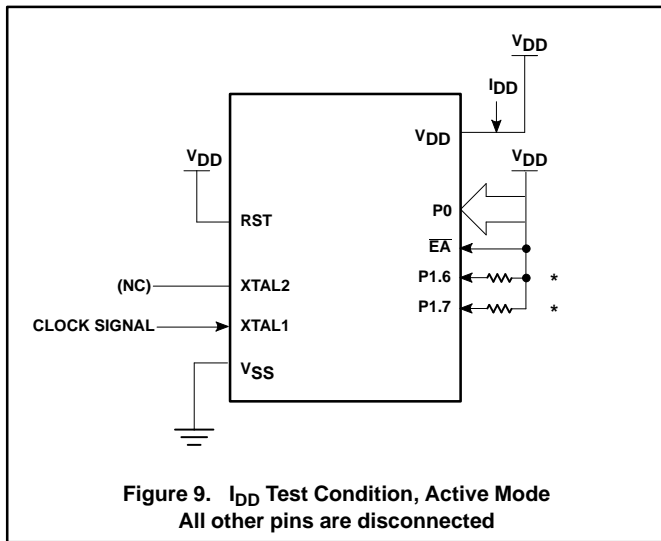 VDD
IDD
VDD
VDD
VDD
P0
RST
EA
(NC)
XTAL2
P1.6
*
P1.7
*
CLOCK SIGNAL
XTAL1
VSS
Figure 9. IDD Test Condition, Active Mode
All other pins are disconnected